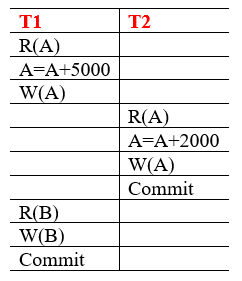 T1 T2
R(A)
A=A+5000
W(A)
R(A)
A=A+2000
W(A)
Commit
R(B)
W(B)
Commit